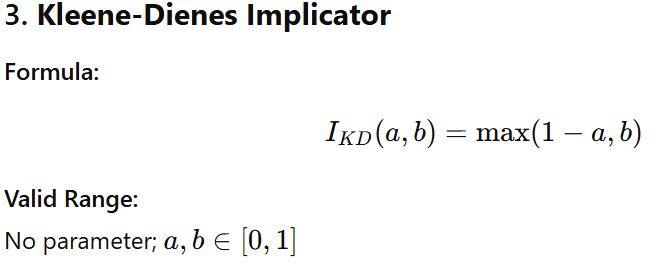 3. Kleene-Dienes Implicator
Formula:
I_{KD}(a, b) = max(1 − a, b)
Valid Range:
No parameter; a, b ∈ [0, 1]